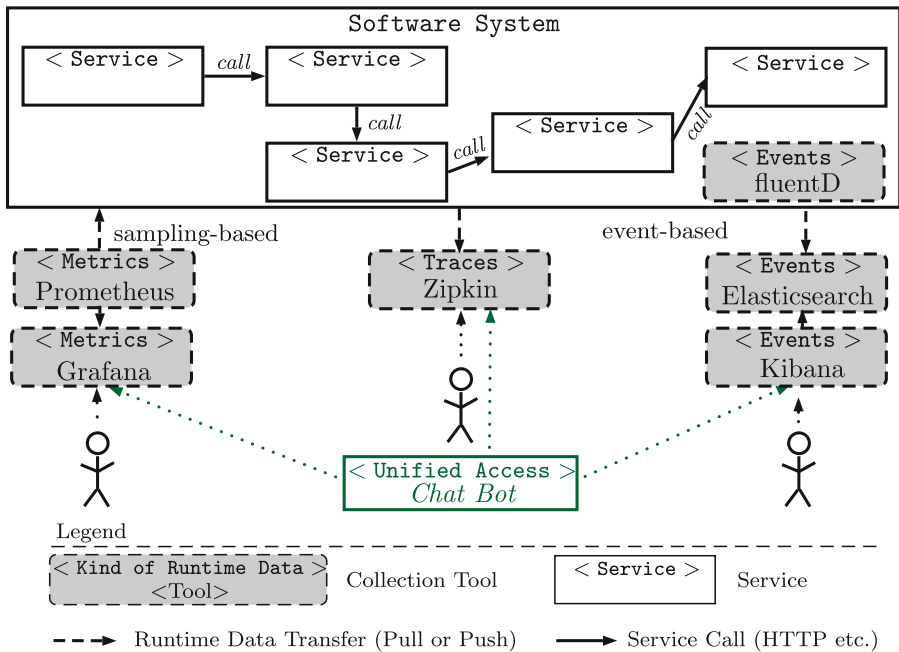 Software System
< Service >
call
< Service >
< Service >
call
< Service >
call
< Service >
call
< Events >
fluentD
sampling-based
event-based
< Metrics >
Prometheus
< Traces >
Zipkin
< Events >
Elasticsearch
< Metrics >
Grafana
< Events >
Kibana
< Unified Access >
Chat Bot
Legend
< Kind of Runtime Data >
<Tool>
Collection Tool
< Service >
Service
Runtime Data Transfer (Pull or Push)
Service Call (HTTP etc.)